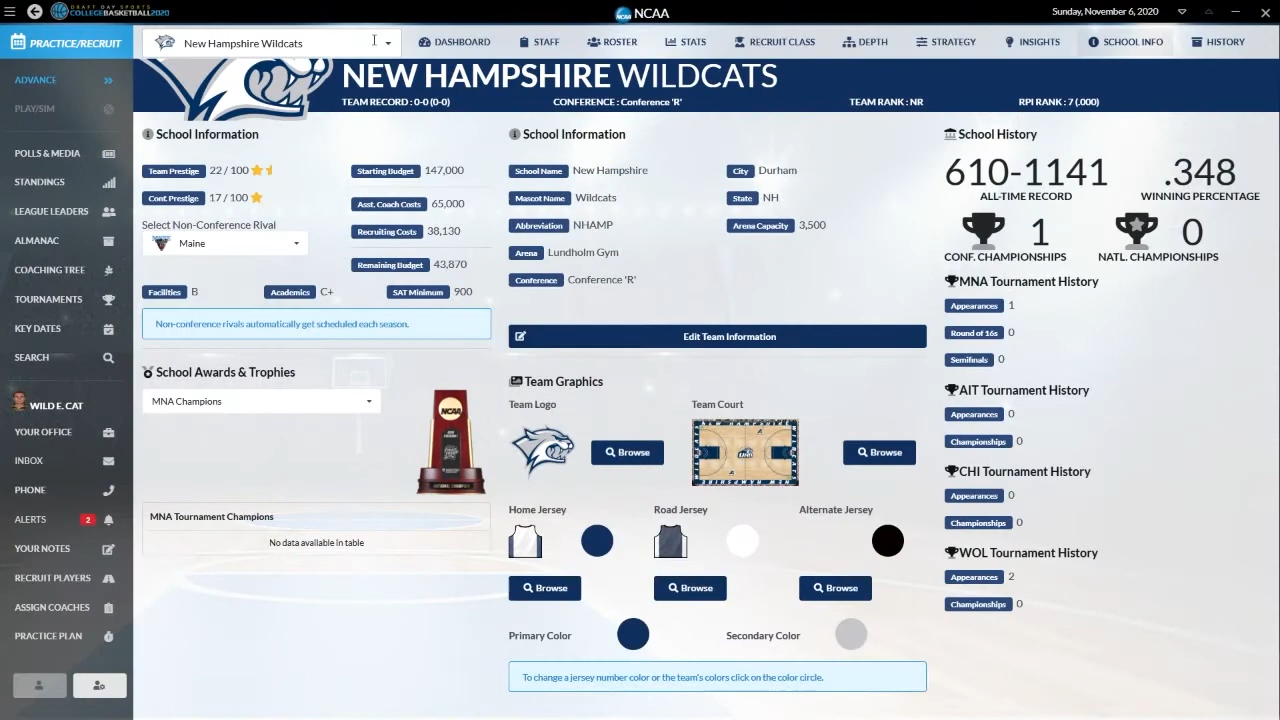 DRAFT DAY SPORTS
COLLEGEBASKETBALL2020
NCAA
Sunday, November 6, 2020
PRACTICE/RECRUIT
New Hampshire Wildcats
DASHBOARD
STAFF
ROSTER
STATS
RECRUIT CLASS
DEPTH
STRATEGY
INSIGHTS
SCHOOL INFO
HISTORY
ADVANCE
PLAY/SIM
POLLS & MEDIA
STANDINGS
LEAGUE LEADERS
ALMANAC
COACHING TREE
TOURNAMENTS
KEY DATES
SEARCH
WILD E. CAT
YOUR OFFICE
INBOX
PHONE
ALERTS 2
YOUR NOTES
RECRUIT PLAYERS
ASSIGN COACHES
PRACTICE PLAN
NEW HAMPSHIRE WILDCATS
TEAM RECORD : 0-0 (0-0)
CONFERENCE : Conference 'R'
TEAM RANK : NR
RPI RANK : 7 (.000)
School Information
Team Prestige 22 / 100
Starting Budget 147,000
Conf. Prestige 17 / 100
Asst. Coach Costs 65,000
Select Non-Conference Rival
Maine
Recruiting Costs 38,130
Remaining Budget 43,870
Facilities B
Academics C+
SAT Minimum 900
Non-conference rivals automatically get scheduled each season.
School Awards & Trophies
MNA Champions
NCAA
MNA Tournament Champions
No data available in table
School Information
School Name New Hampshire
City Durham
Mascot Name Wildcats
State NH
Abbreviation NHAMP
Arena Capacity 3,500
Arena Lundholm Gym
Conference Conference 'R'
Edit Team Information
Team Graphics
Team Logo
Team Court
Browse
NEW HAMPSHIRE
UNH
Browse
Home Jersey
Road Jersey
Alternate Jersey
Browse
Browse
Browse
Primary Color
Secondary Color
To change a jersey number color or the team's colors click on the color circle.
School History
610-1141
ALL-TIME RECORD
.348
WINNING PERCENTAGE
1
CONF. CHAMPIONSHIPS
0
NATL. CHAMPIONSHIPS
MNA Tournament History
Appearances 1
Round of 16s 0
Semifinals 0
AIT Tournament History
Appearances 0
Championships 0
CHI Tournament History
Appearances 0
Championships 0
WOL Tournament History
Appearances 2
Championships 0